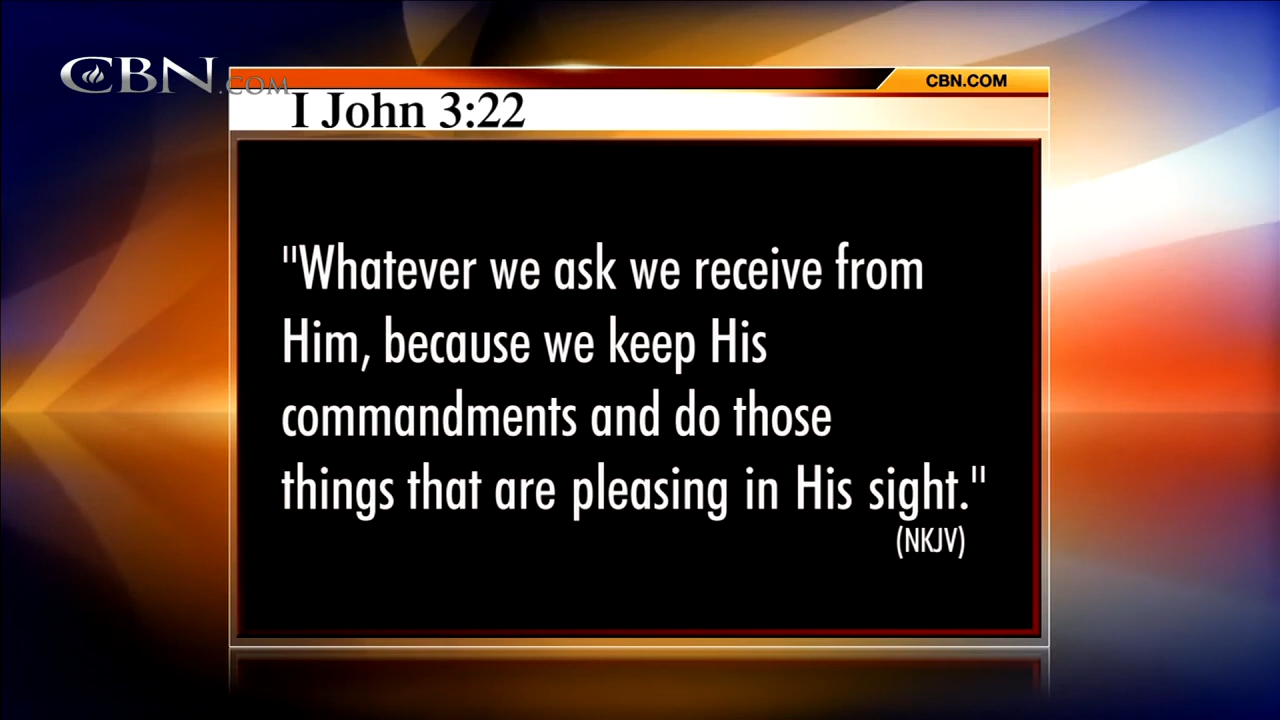 CBN.COM
CBN.COM
I John 3:22
"Whatever we ask we receive from
Him, because we keep His
commandments and do those
things that are pleasing in His sight."
(NKJV)